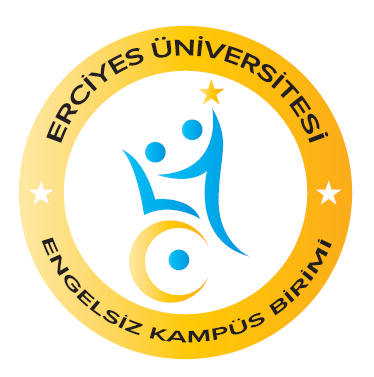 ERCİYES ÜNİVERSİTESİ
ENGELSİZ KAMPÜS BİRİMİ